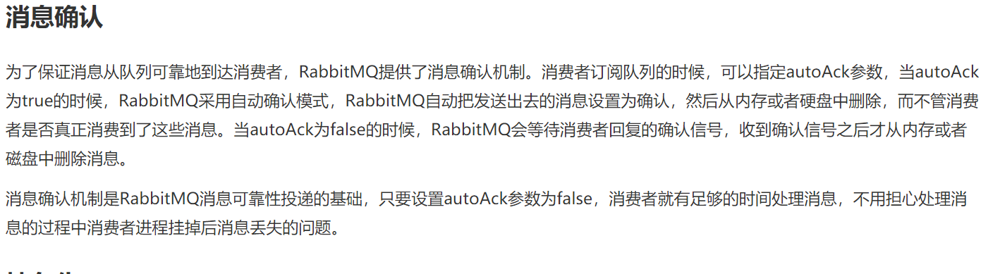 消息确认
为了保证消息从队列可靠地到达消费者，RabbitMQ提供了消息确认机制。消费者订阅队列的时候，可以指定autoAck参数，当autoAck
为true的时候，RabbitMQ采用自动确认模式，RabbitMQ自动把发送出去的消息设置为确认，然后从内存或者硬盘中删除，而不管消费
者是否真正消费到了这些消息。当autoAck为false的时候，RabbitMQ会等待消费者回复的确认信号，收到确认信号之后才从内存或者
磁盘中删除消息。
消息确认机制是RabbitMQ消息可靠性投递的基础，只要设置autoAck参数为false，消费者就有足够的时间处理消息，不用担心处理消
息的过程中消费者进程挂掉后消息丢失的问题。